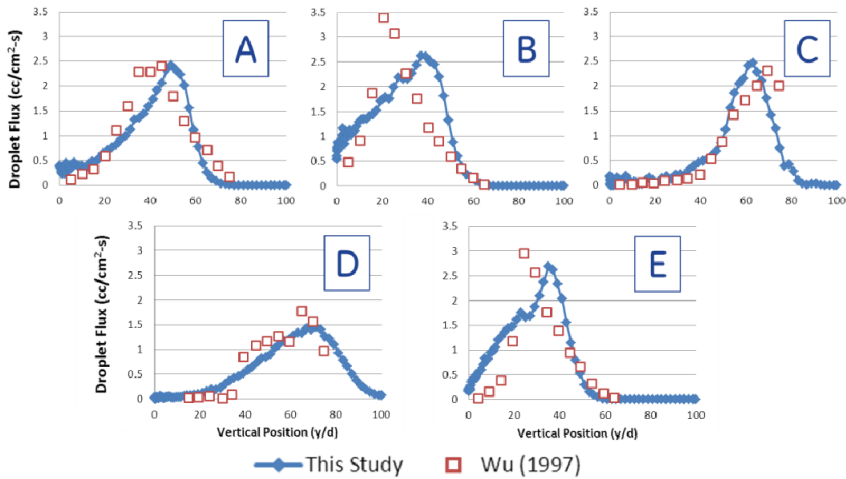 Droplet Flux (cc/cm²-s)
3.5
3
2.5
2
1.5
1
0.5
0
0 20 40 60 80 100
A
3.5
3
2.5
2
1.5
1
0.5
0
0 20 40 60 80 100
B
3.5
3
2.5
2
1.5
1
0.5
0
0 20 40 60 80 100
C
Droplet Flux (cc/cm²-s)
3.5
3
2.5
2
1.5
1
0.5
0
0 20 40 60 80 100
Vertical Position (y/d)
D
3.5
3
2.5
2
1.5
1
0.5
0
0 20 40 60 80 100
Vertical Position (y/d)
E
This Study Wu (1997)